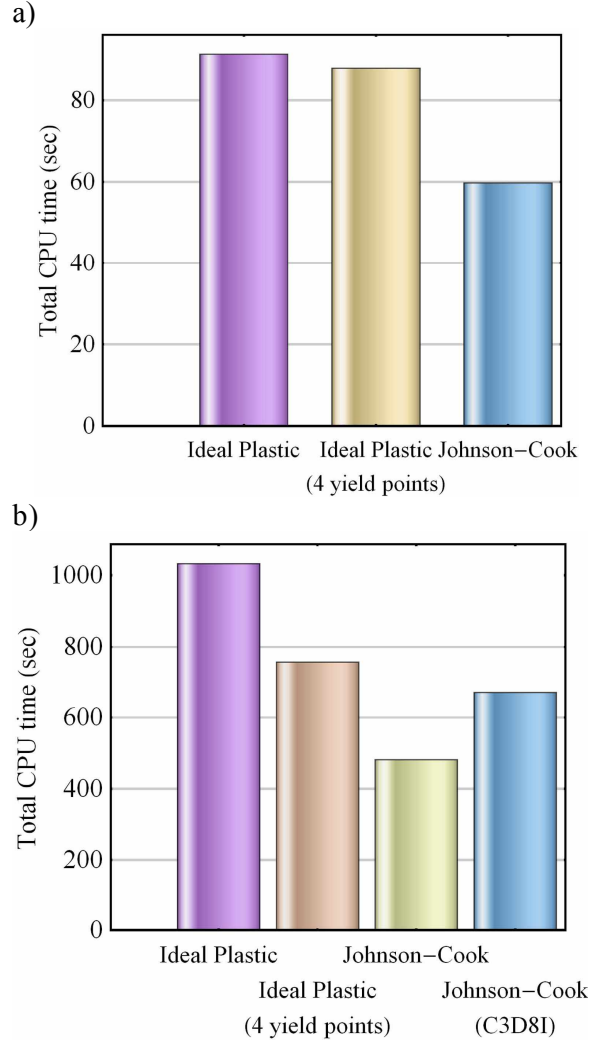 a)
Total CPU time (sec)
80
60
40
20
0
Ideal Plastic
Ideal Plastic
(4 yield points)
Johnson−Cook
b)
Total CPU time (sec)
1000
800
600
400
200
0
Ideal Plastic
Ideal Plastic
(4 yield points)
Johnson−Cook
Johnson−Cook
(C3D8I)